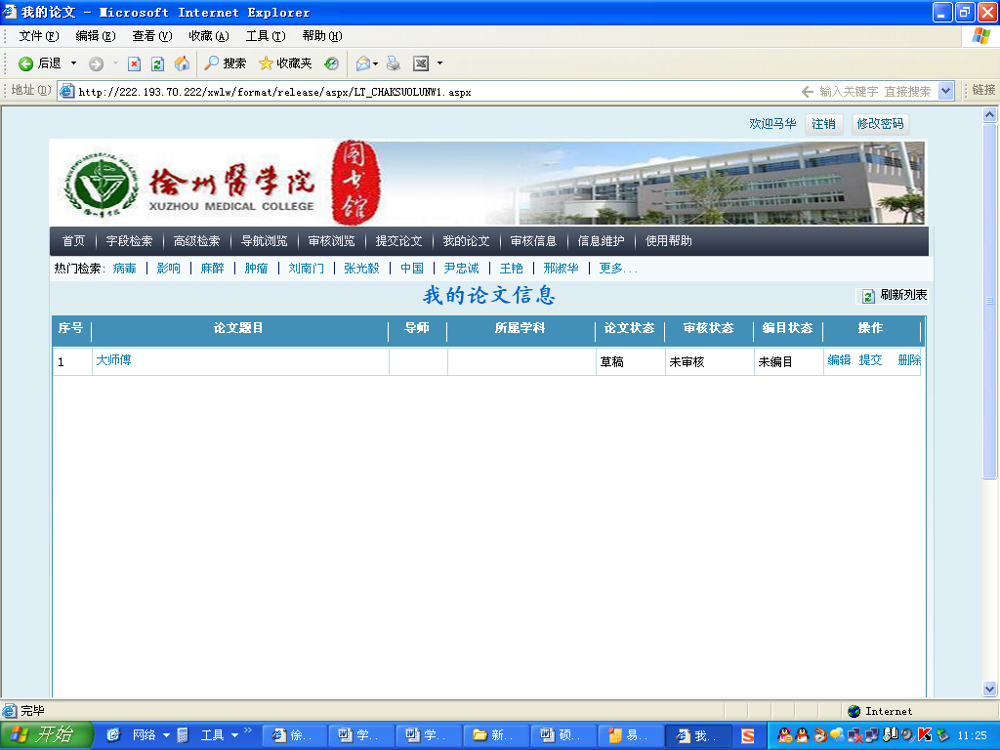 我的论文 - Microsoft Internet Explorer
文件(F) 编辑(E) 查看(V) 收藏(A) 工具(T) 帮助(H)
后退 搜索 收藏夹
地址(D) http://222.193.70.222/xwlw/format/release/aspx/LT_CHAKSUOLUNW1.aspx 输入关键字 直接搜索 链接
欢迎马华 注销 修改密码
徐州醫学院 图书馆
XUZHOU MEDICAL COLLEGE
首页 字段检索 高级检索 导航浏览 审核浏览 提交论文 我的论文 审核信息 信息维护 使用帮助
热门检索: 病毒 影响 麻醉 肿瘤 刘南门 张光毅 中国 尹忠诚 王艳 邢淑华 更多...
我的论文信息 刷新列表
序号 论文题目 导师 所属学科 论文状态 审核状态 编目状态 操作
1 大师傅 草稿 未审核 未编目 编辑 提交 删除
完毕 Internet
开始 网络 工具 » 徐.. 学.. 学.. 新.. 硕.. 易.. 我.. 11:25